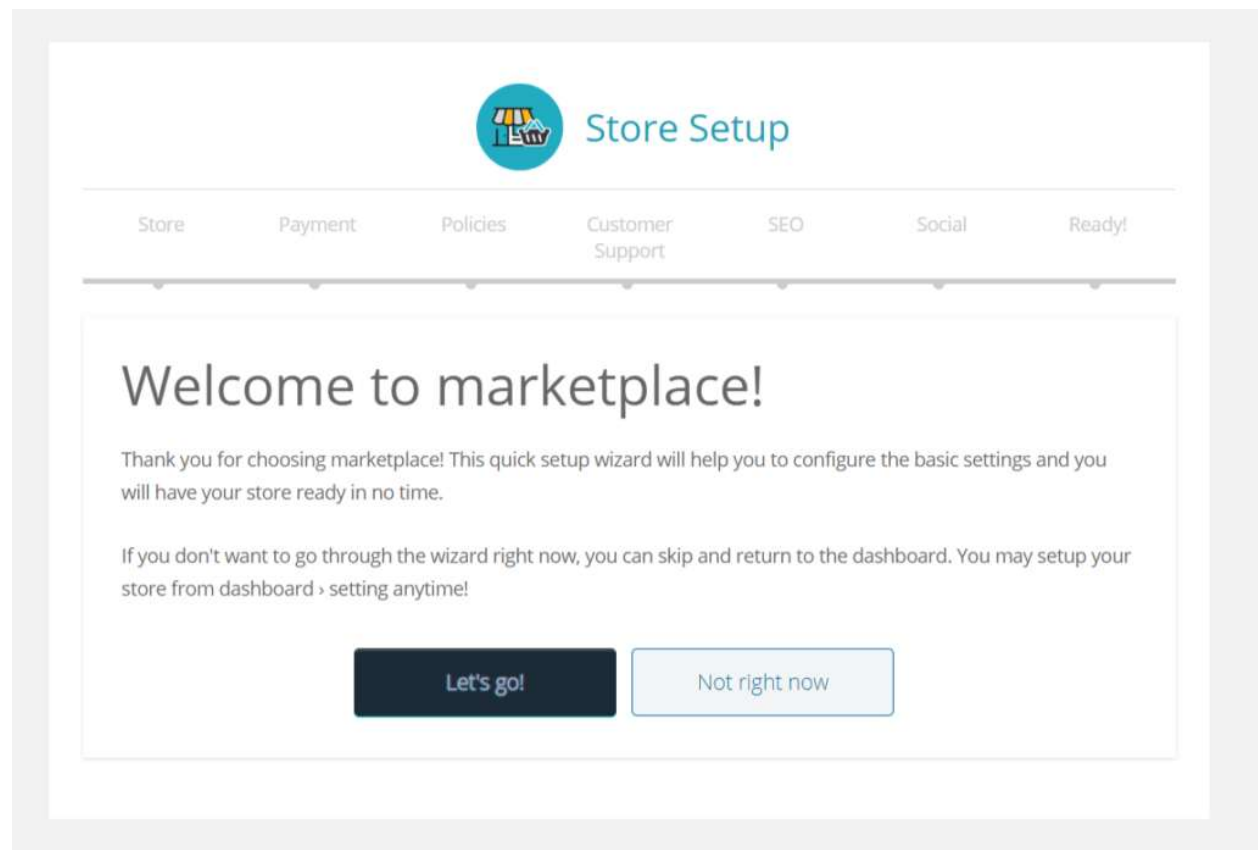 Store Setup
Store
Payment
Policies
Customer
Support
SEO
Social
Ready!
Welcome to marketplace!
Thank you for choosing marketplace! This quick setup wizard will help you to configure the basic settings and you
will have your store ready in no time.
If you don't want to go through the wizard right now, you can skip and return to the dashboard. You may setup your
store from dashboard › setting anytime!
Let's go!
Not right now